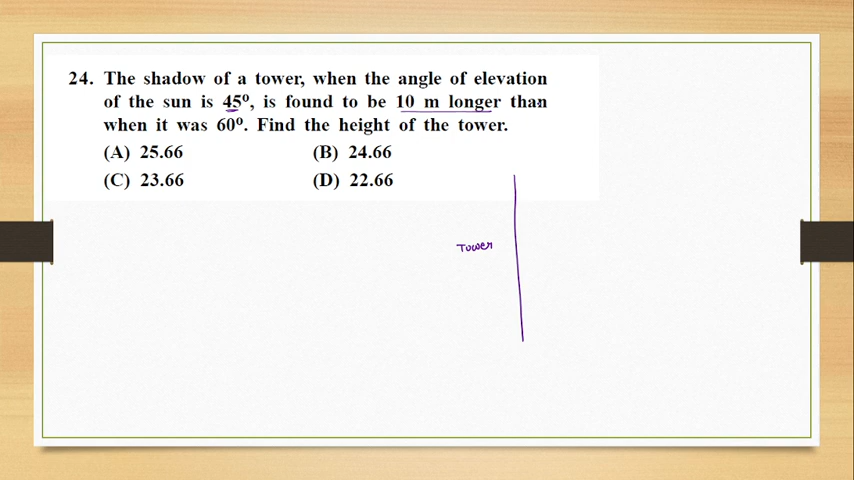 24. The shadow of a tower, when the angle of elevation
of the sun is 45º, is found to be 10 m longer than
when it was 60º. Find the height of the tower.
(A) 25.66 (B) 24.66
(C) 23.66 (D) 22.66
Tower